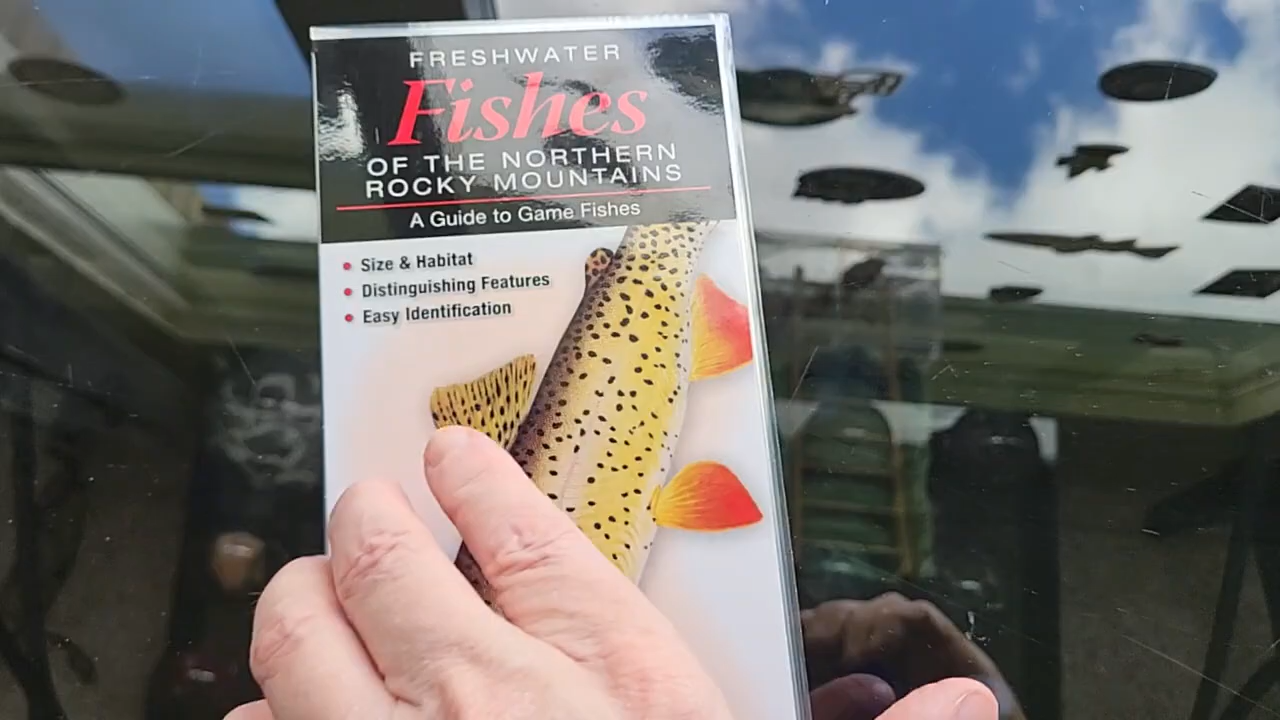 FRESHWATER
Fishes
OF THE NORTHERN
ROCKY MOUNTAINS
A Guide to Game Fishes
• Size & Habitat
• Distinguishing Features
• Easy Identification